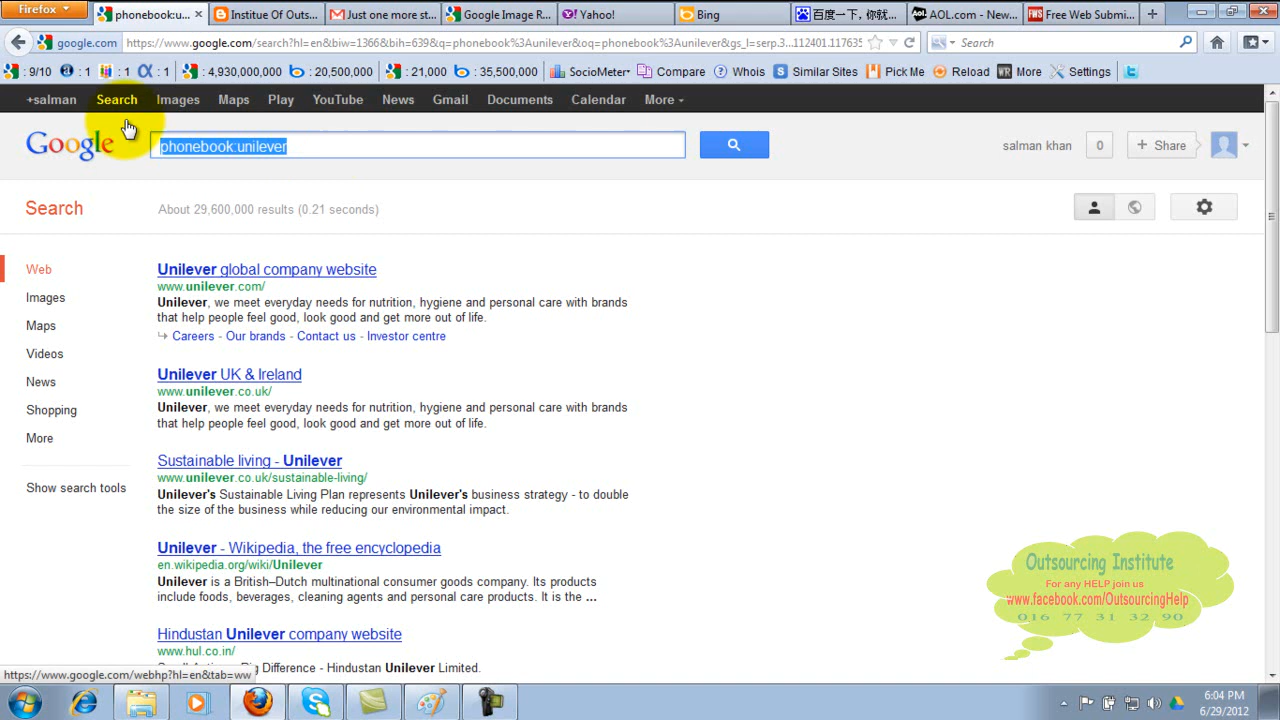 Firefox
phonebook:u...
Institue Of Outs...
Just one more st...
Google Image R...
Yahoo!
Bing
百度一下，你就...
AOL.com - New...
Free Web Submi...
google.com
https://www.google.com/search?hl=en&biw=1366&bih=639&q=phonebook%3Aunilever&oq=phonebook%3Aunilever&gs_l=serp.3...112401.11763
Search
: 9/10
: 1
: 1
: 1
: 4,930,000,000
: 20,500,000
: 21,000
: 35,500,000
SocioMeter
Compare
Whois
Similar Sites
Pick Me
Reload
More
Settings
+salman Search Images Maps Play YouTube News Gmail Documents Calendar More
Google
phonebook:unilever
salman khan
0
+ Share
Search
About 29,600,000 results (0.21 seconds)
Web
Images
Maps
Videos
News
Shopping
More
Show search tools
Unilever global company website
www.unilever.com/
Unilever, we meet everyday needs for nutrition, hygiene and personal care with brands
that help people feel good, look good and get more out of life.
Careers - Our brands - Contact us - Investor centre
Unilever UK & Ireland
www.unilever.co.uk/
Unilever, we meet everyday needs for nutrition, hygiene and personal care with brands
that help people feel good, look good and get more out of life.
Sustainable living - Unilever
www.unilever.co.uk/sustainable-living/
Unilever's Sustainable Living Plan represents Unilever's business strategy - to double
the size of the business while reducing our environmental impact.
Unilever - Wikipedia, the free encyclopedia
en.wikipedia.org/wiki/Unilever
Unilever is a British–Dutch multinational consumer goods company. Its products
include foods, beverages, cleaning agents and personal care products. It is the ...
Hindustan Unilever company website
www.hul.co.in/
Big Difference - Hindustan Unilever Limited.
Outsourcing Institute
For any HELP join us
www.facebook.com/OutsourcingHelp
016 77 31 32 90
https://www.google.com/webhp?hl=en&tab=ww
6:04 PM
6/29/2012